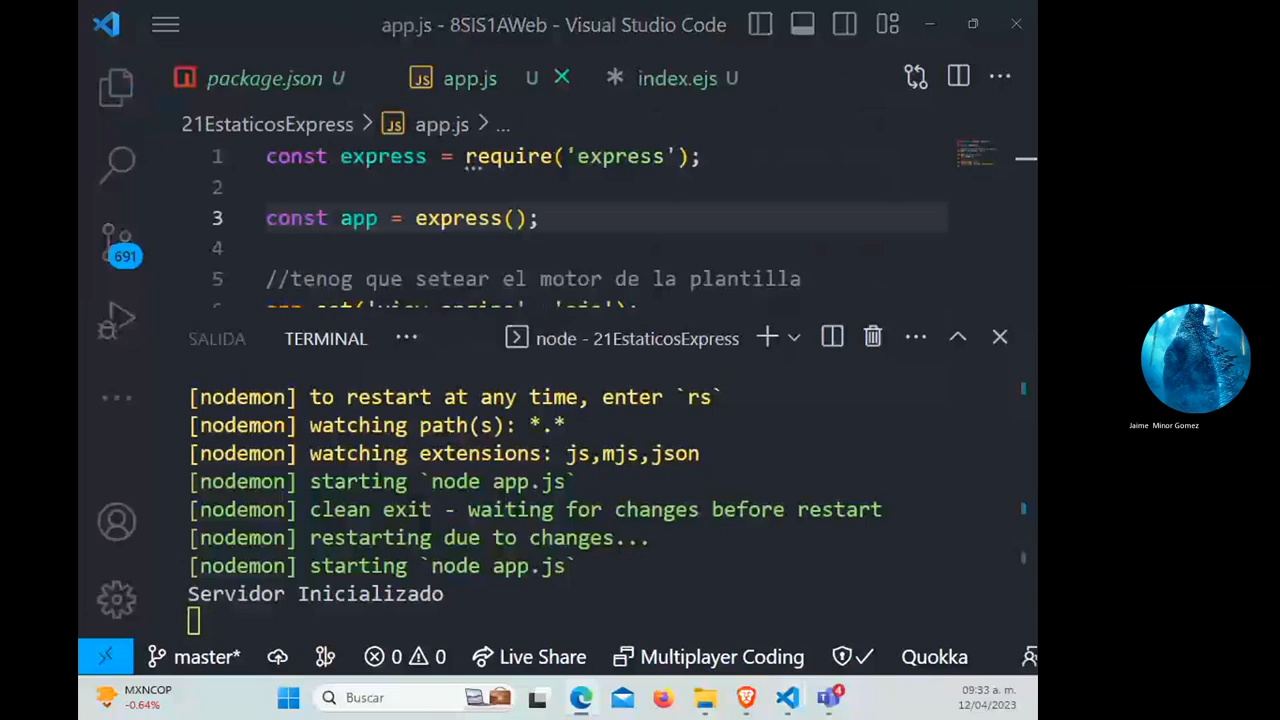 app.js - 8SIS1AWeb - Visual Studio Code
package.json U JS app.js U index.ejs U
21EstaticosExpress > JS app.js > ...
1 const express = require('express');
2
3 const app = express();
4
5 //tenog que setear el motor de la plantilla
6 app.set('view engine', 'ejs');
691
SALIDA TERMINAL ... node - 21EstaticosExpress
[nodemon] to restart at any time, enter `rs`
[nodemon] watching path(s): *.*
[nodemon] watching extensions: js,mjs,json
[nodemon] starting `node app.js`
[nodemon] clean exit - waiting for changes before restart
[nodemon] restarting due to changes...
[nodemon] starting `node app.js`
Servidor Inicializado
master* 0 0 Live Share Multiplayer Coding Quokka
MXNCOP
-0.64%
Buscar
4
09:33 a. m.
12/04/2023
Jaime Minor Gomez